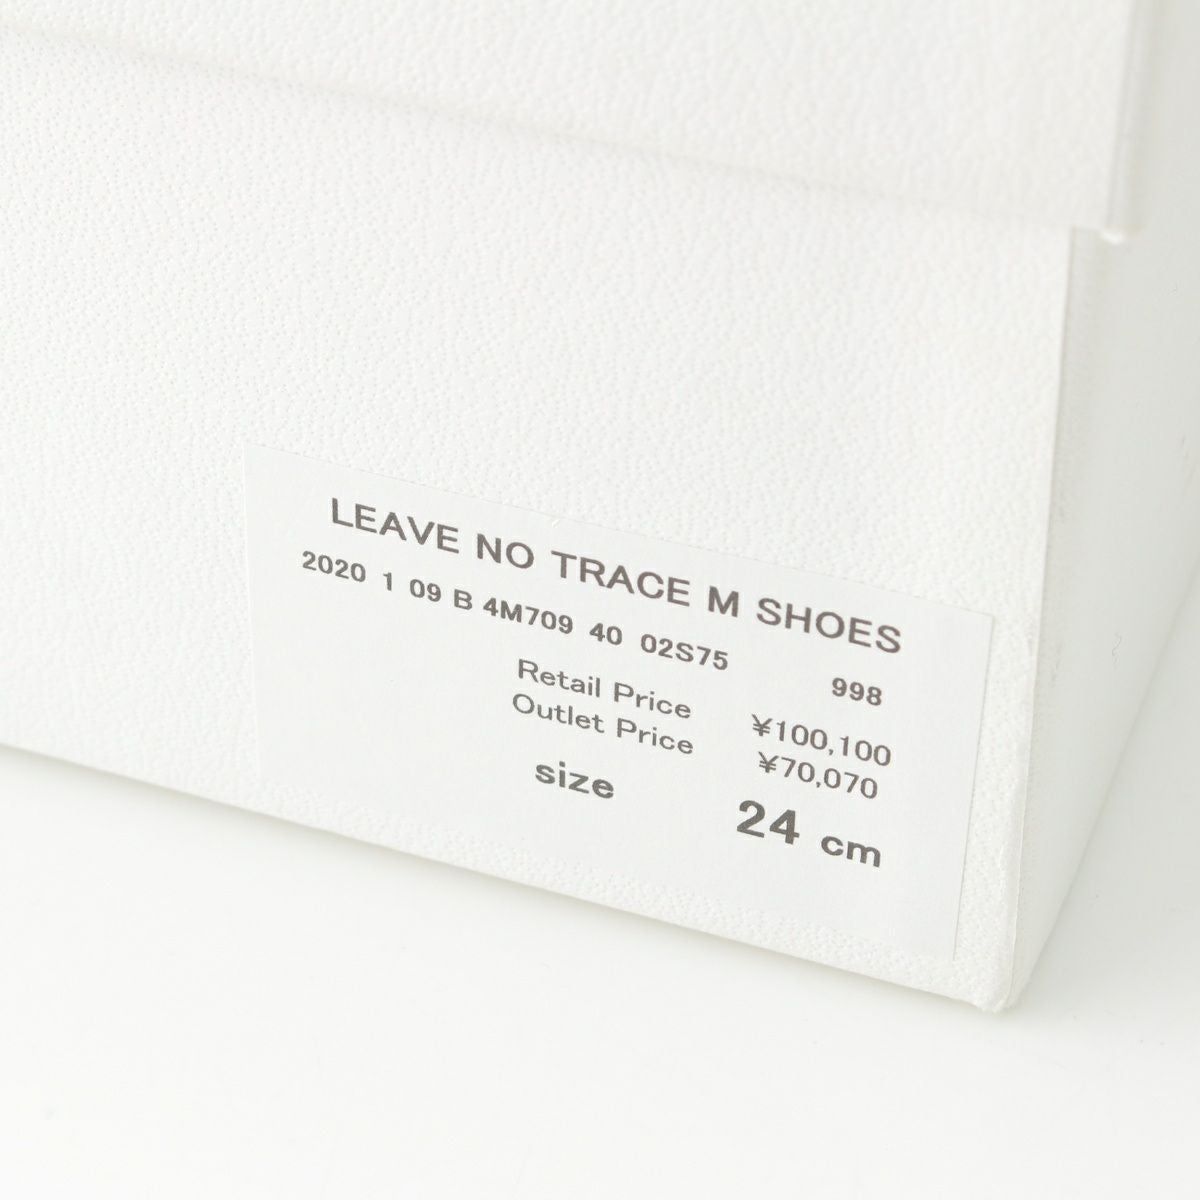 LEAVE NO TRACE M SHOES
2020 1 09 B 4M709 40 02S75 998
Retail Price ¥100,100
Outlet Price ¥70,070
size 24 cm